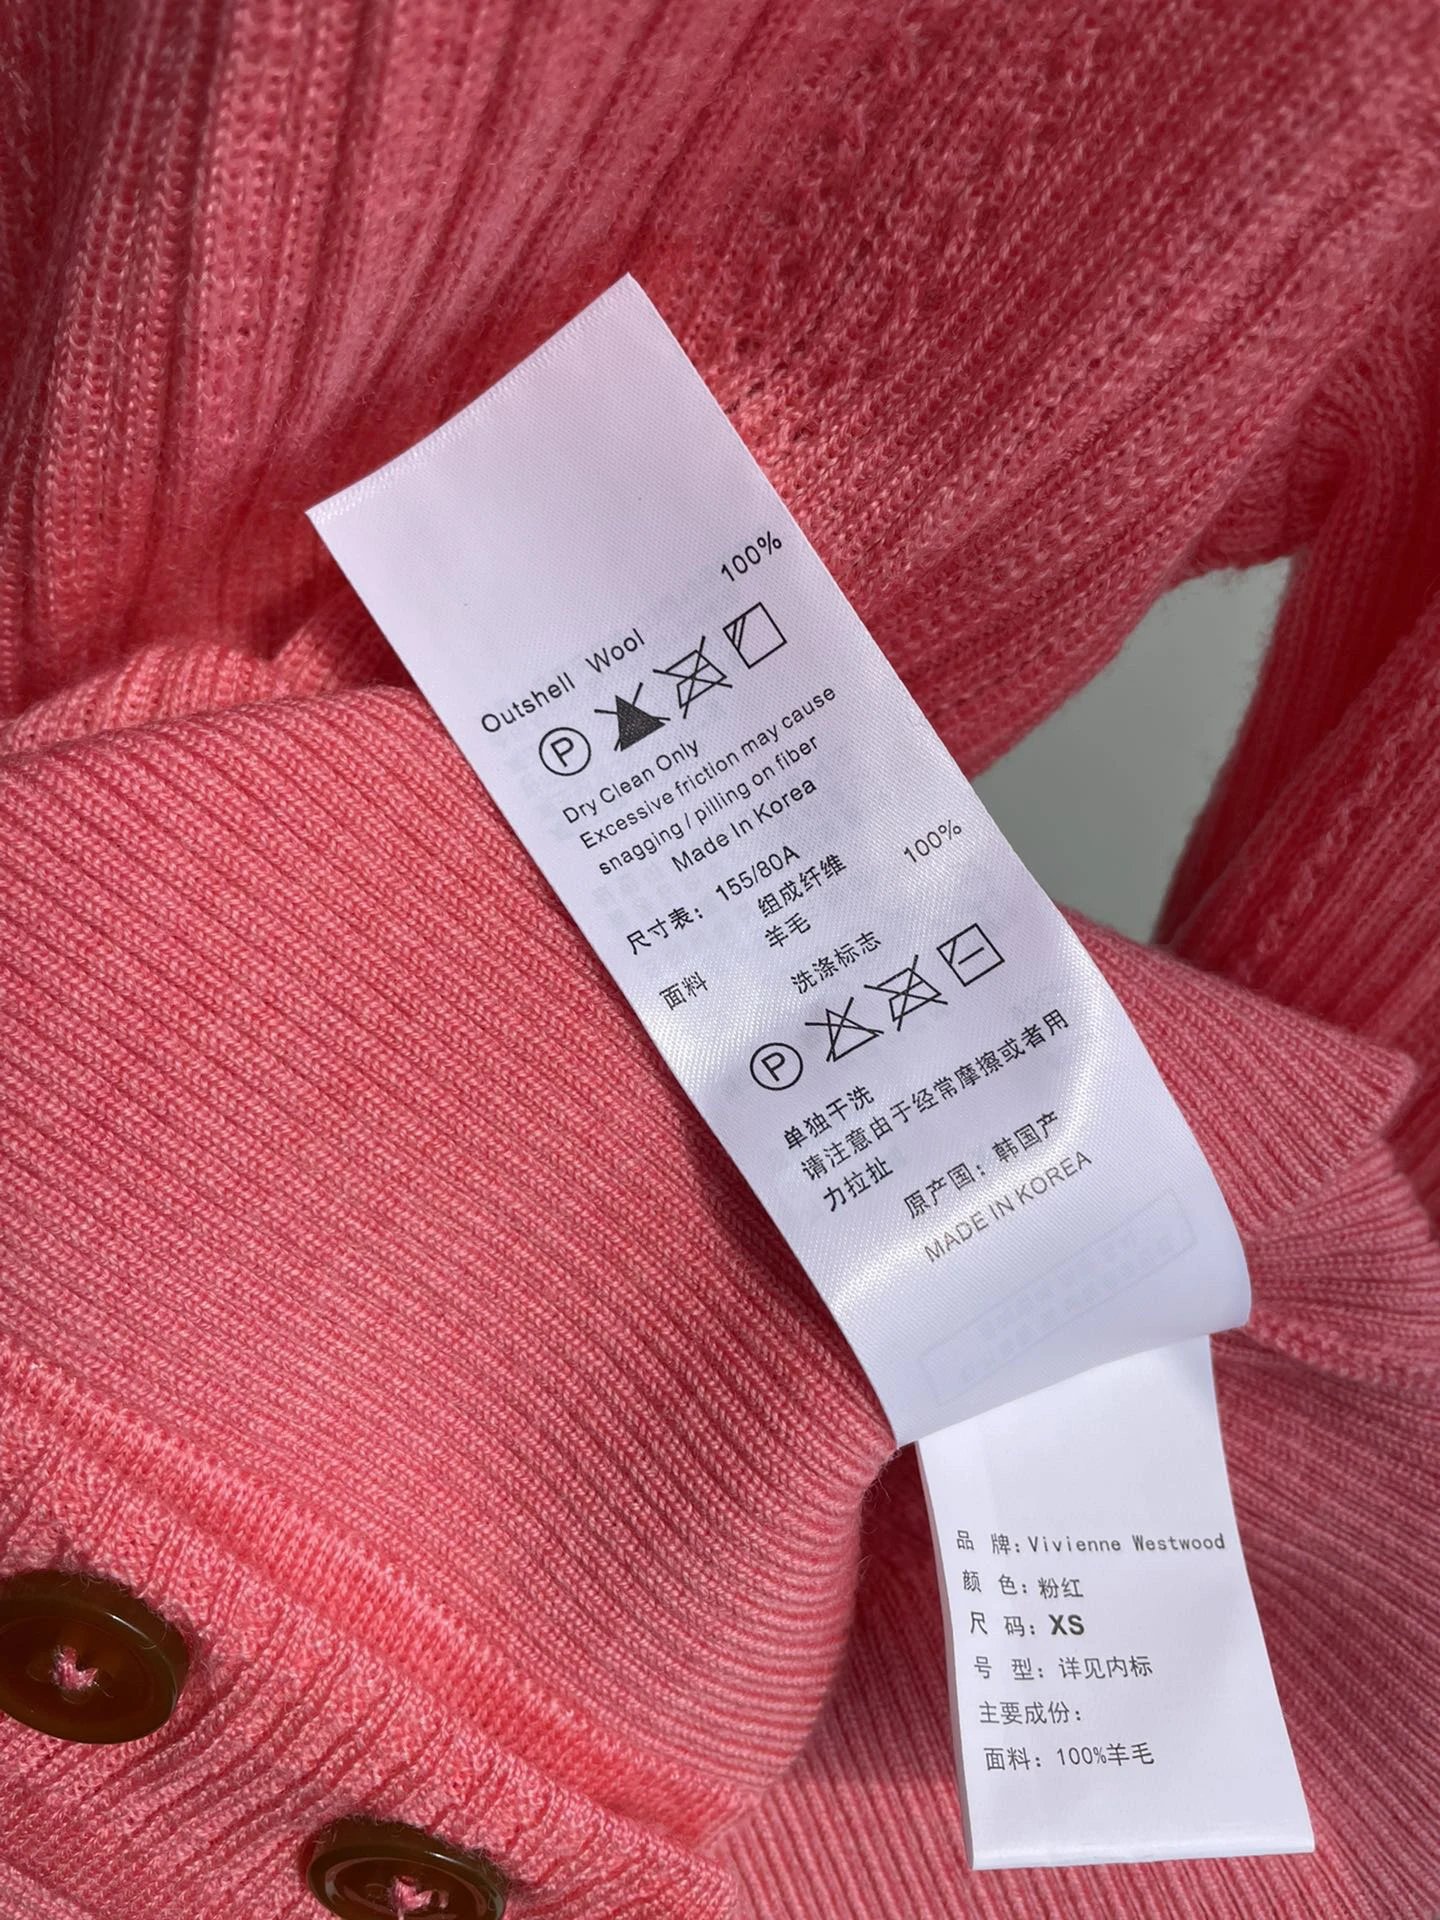 100%
Outshell Wool
P
Dry Clean Only
Excessive friction may cause
snagging / pilling on fiber
Made In Korea
尺寸表: 155/80A
组成纤维
面料 羊毛 100%
洗涤标志
P
单独干洗
请注意由于经常摩擦或者用
力拉扯
原产国: 韩国产
MADE IN KOREA
品 牌: Vivienne Westwood
颜 色: 粉红
尺 码: XS
号 型: 详见内标
主要成份:
面料: 100%羊毛